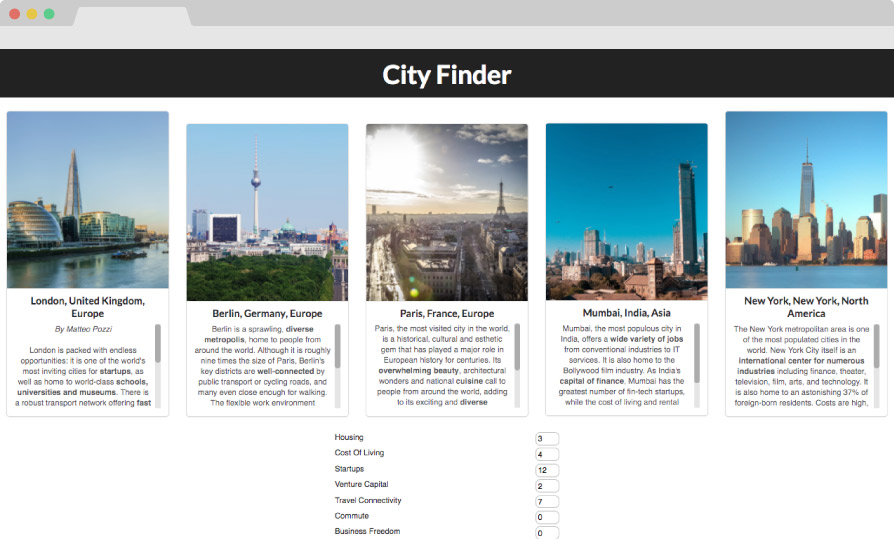 City Finder
London, United Kingdom,
Europe
By Matteo Pozzi
London is packed with endless
opportunities: it is one of the world's
most inviting cities for startups, as
well as home to world-class schools,
universities and museums. There is
a robust transport network offering fast
Berlin, Germany, Europe
Berlin is a sprawling, diverse
metropolis, home to people from
around the world. Although it is roughly
nine times the size of Paris, Berlin's
key districts are well-connected by
public transport or cycling roads, and
many even close enough for walking.
The flexible work environment
Paris, France, Europe
Paris, the most visited city in the world,
is a historical, cultural and esthetic
gem that has played a major role in
European history for centuries. Its
overwhelming beauty, architectural
wonders and national cuisine call to
people from around the world, adding
to its exciting and diverse
Mumbai, India, Asia
Mumbai, the most populous city in
India, offers a wide variety of jobs
from conventional industries to IT
services. It is also home to the
Bollywood film industry. As India's
capital of finance, Mumbai has the
greatest number of fin-tech startups,
while the cost of living and rental
New York, New York, North
America
The New York metropolitan area is one
of the most populated cities in the
world. New York City itself is an
international center for numerous
industries including finance, theater,
television, film, arts, and technology. It
is also home to an astonishing 37% of
foreign-born residents. Costs are high,
Housing 3
Cost Of Living 4
Startups 12
Venture Capital 2
Travel Connectivity 7
Commute 0
Business Freedom 0